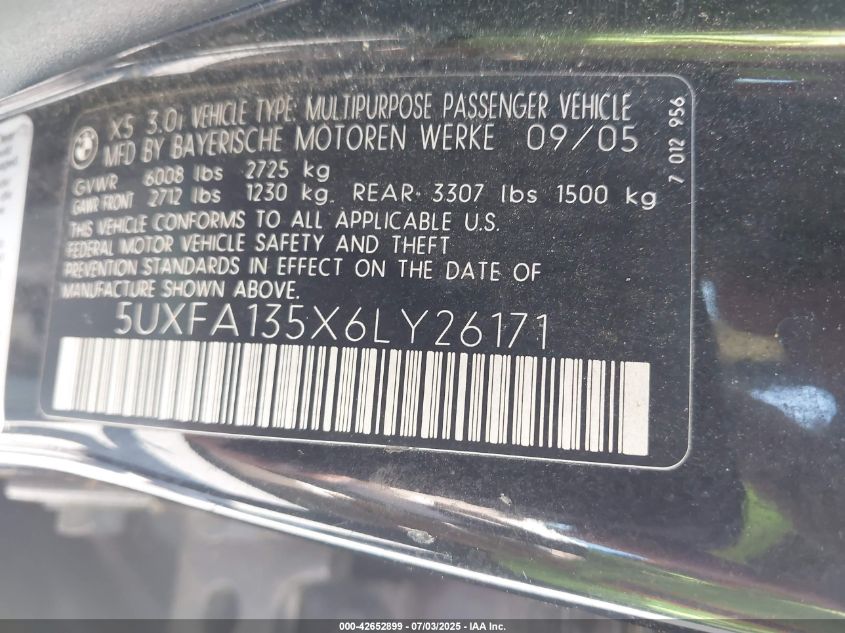 X5 3.0i VEHICLE TYPE: MULTIPURPOSE PASSENGER VEHICLE
MFD BY BAYERISCHE MOTOREN WERKE 09/05
GVWR 6008 lbs 2725 kg
GAWR FRONT 2712 lbs 1230 kg. REAR· 3307 lbs 1500 kg
THIS VEHICLE CONFORMS TO ALL APPLICABLE U.S.
FEDERAL MOTOR VEHICLE SAFETY AND THEFT
PREVENTION STANDARDS IN EFFECT ON THE DATE OF
MANUFACTURE SHOWN ABOVE.
5UXFA135X6LY26171
7 012 956
000-42652899 - 07/03/2025 - IAA Inc.